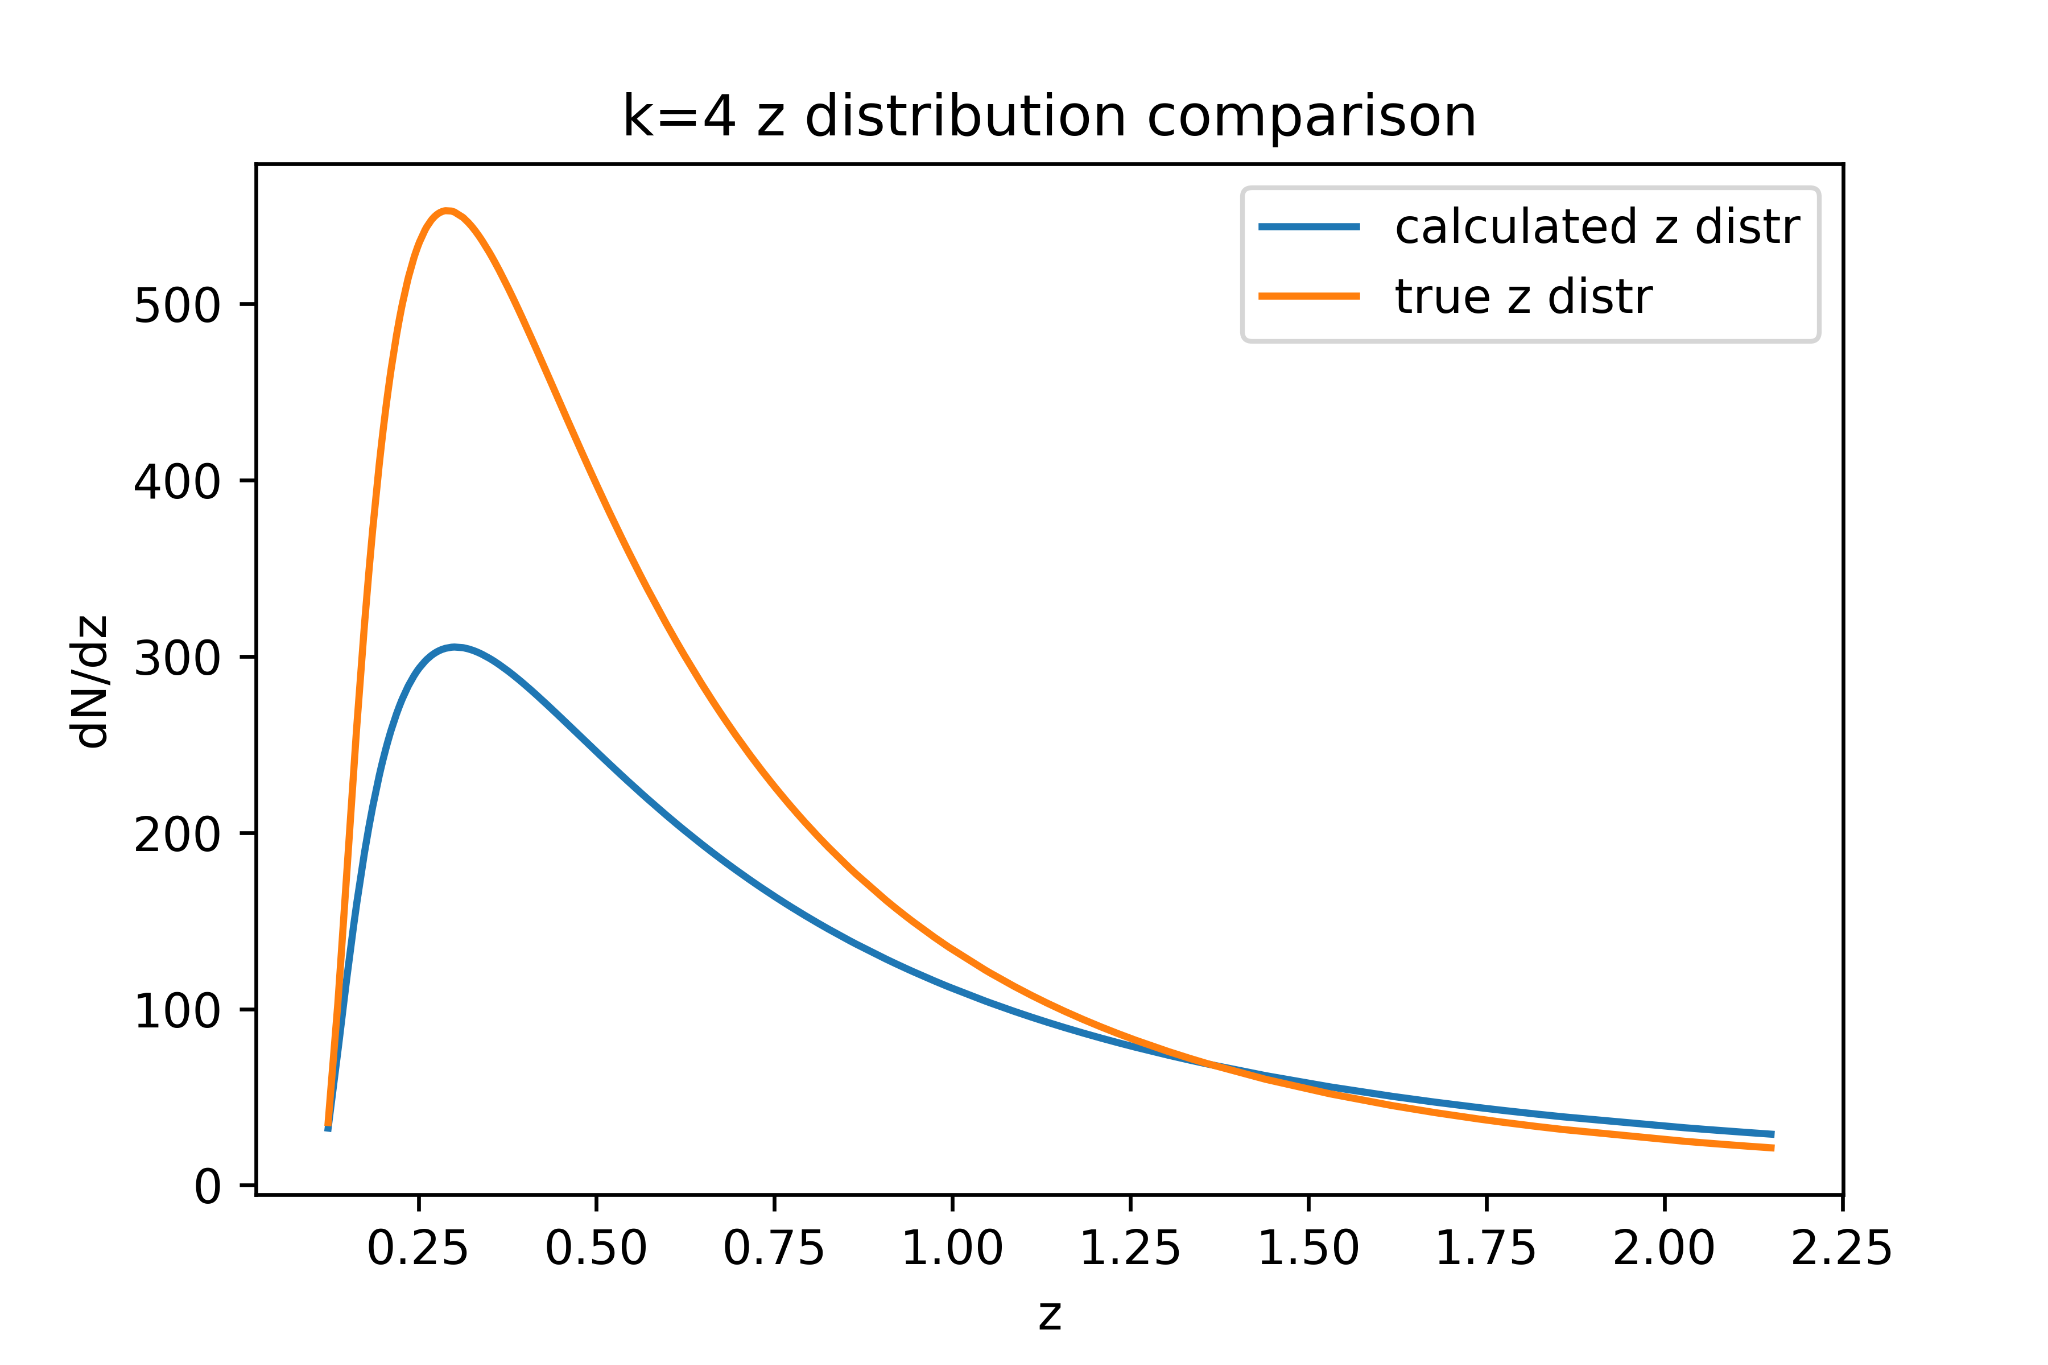 k=4 z distribution comparison
calculated z distr
true z distr
dN/dz
500
400
300
200
100
0
0.25 0.50 0.75 1.00 1.25 1.50 1.75 2.00 2.25
z